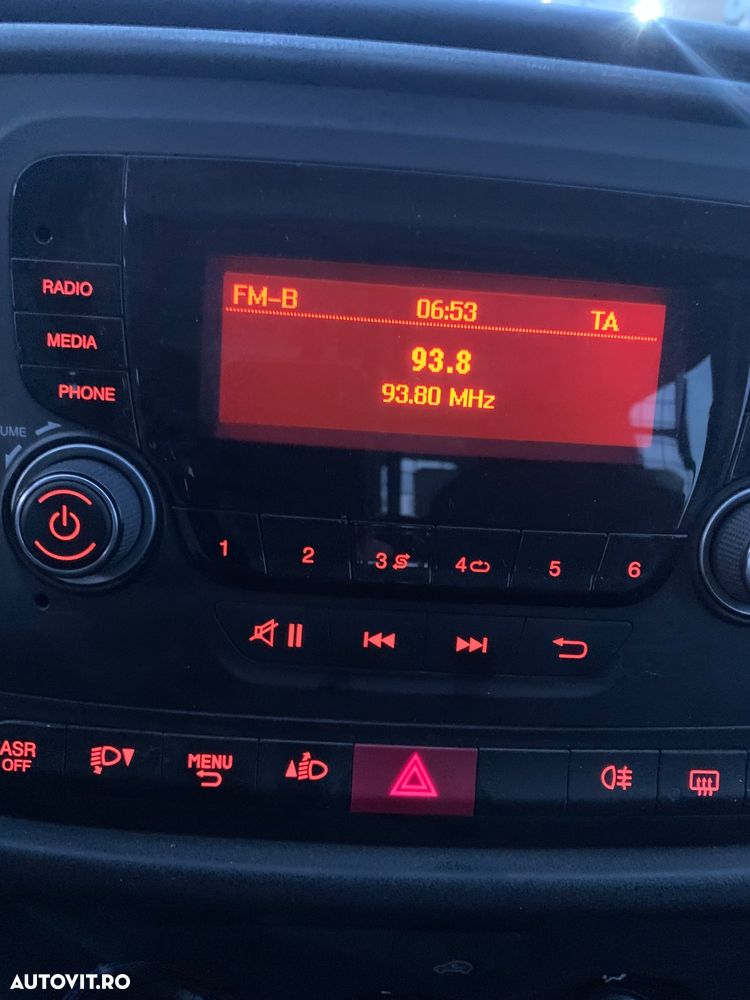 FM-B 06:53 TA
93.8
93.80 MHz
RADIO
MEDIA
PHONE
UME
1 2 3 4 5 6
ASR
OFF
MENU
AUTOVIT.RO